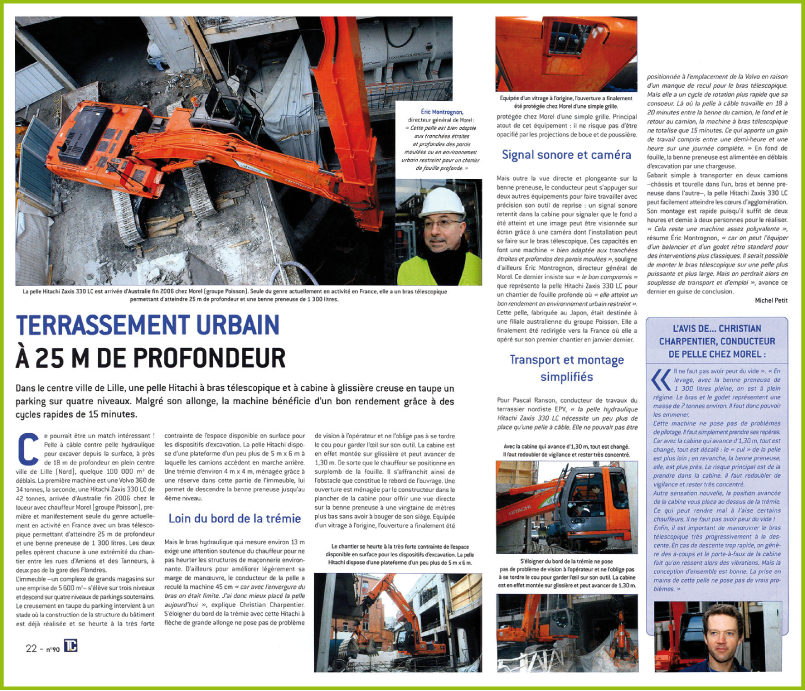 Éric Montrognon,
directeur général de Morel :
« Cette pelle est bien adaptée
aux tranchées étroites
et profondes des parois
moulées ou en environnement
urbain restreint pour un chantier
de fouille profonde. »
La pelle Hitachi Zaxis 330 LC est arrivée d'Australie fin 2006 chez Morel (groupe Poisson). Seule du genre actuellement en activité en France, elle a un bras télescopique
permettant d'atteindre 25 m de profondeur et une benne preneuse de 1 300 litres.
TERRASSEMENT URBAIN
À 25 M DE PROFONDEUR
Dans le centre ville de Lille, une pelle Hitachi à bras télescopique et à cabine à glissière creuse en taupe un
parking sur quatre niveaux. Malgré son allonge, la machine bénéficie d'un bon rendement grâce à des
cycles rapides de 15 minutes.
Ce pourrait être un match intéressant !
Pelle à câble contre pelle hydraulique
pour excaver depuis la surface, à près
de 18 m de profondeur en plein centre
ville de Lille (Nord), quelque 100 000 m³ de
déblais. La première machine est une Volvo 360 de
34 tonnes, la seconde, une Hitachi Zaxis 330 LC de
42 tonnes, arrivée d'Australie fin 2006 chez le
loueur avec chauffeur Morel (groupe Poisson), pre-
mière et manifestement seule du genre actuelle-
ment en activité en France avec un bras télesco-
pique permettant d'atteindre 25 m de profondeur
et une benne preneuse de 1 300 litres. Les deux
pelles opèrent chacune à une extrémité du chan-
tier entre les rues d'Amiens et des Tanneurs, à
deux pas de la gare des Flandres.
L'immeuble –un complexe de grands magasins sur
une emprise de 5 600 m²– s'élève sur trois niveaux
et descend sur quatre niveaux de parkings souterrains.
Le creusement en taupe du parking intervient à un
stade où la construction de la structure du bâtiment
est déjà réalisée et se heurte à la très forte
contrainte de l'espace disponible en surface pour
les dispositifs d'excavation. La pelle Hitachi dispo-
se d'une plateforme d'un peu plus de 5 m x 6 m à
laquelle les camions accèdent en marche arrière.
Une trémie d'environ 4 m x 4 m, ménagée grâce à
une réserve dans cette partie de l'immeuble, lui
permet de descendre la benne preneuse jusqu'au
4ème niveau.
Loin du bord de la trémie
Mais le bras hydraulique qui mesure environ 13 m
exige une attention soutenue du chauffeur pour ne
pas heurter les structures de maçonnerie environ-
nante. D'ailleurs pour améliorer légèrement sa
marge de manœuvre, le conducteur de la pelle a
reculé la machine 45 cm « car avec l'envergure du
bras on était limite. J'ai donc mieux placé la pelle
aujourd'hui », explique Christian Charpentier.
S'éloigner du bord de la trémie avec cette Hitachi à
flèche de grande allonge ne pose pas de problème
de vision à l'opérateur et ne l'oblige pas à se tordre
le cou pour garder l'œil sur son outil. La cabine est
en effet montée sur glissière et peut avancer de
1,30 m. De sorte que le chauffeur se positionne en
surplomb de la fouille. Il s'affranchit ainsi de
l'obstacle que constitue le rebord de l'ouvrage. Une
ouverture est ménagée par le constructeur dans le
plancher de la cabine pour offrir une vue directe
sur la benne preneuse à une vingtaine de mètres
plus bas sans avoir à bouger de son siège. Équipée
d'un vitrage à l'origine, l'ouverture a finalement été
Le chantier se heurte à la très forte contrainte de l'espace
disponible en surface pour les dispositifs d'excavation. La pelle
Hitachi dispose d'une plateforme d'un peu plus de 5 m x 6 m.
Équipée d'un vitrage à l'origine, l'ouverture a finalement
été protégée chez Morel d'une simple grille.
protégée chez Morel d'une simple grille. Principal
atout de cet équipement : il ne risque pas d'être
opacifié par les projections de boue et de poussière.
Signal sonore et caméra
Mais outre la vue directe et plongeante sur la
benne preneuse, le conducteur peut s'appuyer sur
deux autres équipements pour faire travailler avec
précision son outil de reprise : un signal sonore
retentit dans la cabine pour signaler que le fond a
été atteint et une image peut être visionnée sur
écran grâce à une caméra dont l'installation peut
se faire sur le bras télescopique. Ces capacités en
font une machine « bien adaptée aux tranchées
étroites et profondes des parois moulées », souligne
d'ailleurs Éric Montrognon, directeur général de
Morel. Ce dernier insiste sur « le bon compromis »
que représente la pelle Hitachi Zaxis 330 LC pour
un chantier de fouille profonde où « elle atteint un
bon rendement en environnement urbain restreint ».
Cette pelle, fabriquée au Japon, était destinée à
une filiale australienne du groupe Poisson. Elle a
finalement été redirigée vers la France où elle a
opéré sur son premier chantier en janvier dernier.
Transport et montage
simplifiés
Pour Pascal Ranson, conducteur de travaux du
terrassier nordiste EPV, « la pelle hydraulique
Hitachi 330 LC nécessite un peu plus de
place qu'une pelle à câble. Elle ne pouvait pas être
Avec la cabine qui avance d'1,30 m, tout est changé.
Il faut redoubler de vigilance et rester très concentré.
S'éloigner du bord de la trémie ne pose
pas de problème de vision à l'opérateur et ne l'oblige pas
à se tordre le cou pour garder l'œil sur son outil. La cabine
est en effet montée sur glissière et peut avancer de 1,30 m.
positionnée à l'emplacement de la Volvo en raison
d'un manque de recul pour le bras télescopique.
Mais elle a un cycle de rotation plus rapide que sa
consœur. Là où la pelle à câble travaille en 18 à
20 minutes entre la benne du camion, le fond et le
retour au camion, la machine à bras télescopique
ne totalise que 15 minutes. Ce qui apporte un gain
de travail compris entre une demi-heure et une
heure sur une journée complète. » En fond de
fouille, la benne preneuse est alimentée en déblais
d'excavation par une chargeuse.
Gabarit simple à transporter en deux camions
–châssis et tourelle dans l'un, bras et benne pre-
neuse dans l'autre–, la pelle Hitachi Zaxis 330 LC
peut facilement atteindre les cœurs d'agglomération.
Son montage est rapide puisqu'il suffit de deux
heures et demie à deux personnes pour le réaliser.
« Cela reste une machine assez polyvalente »,
résume Éric Montrognon, « car on peut l'équiper
d'un balancier et d'un godet rétro standard pour
des interventions plus classiques. Il serait possible
de monter le bras télescopique sur une pelle plus
puissante et plus large. Mais on perdrait alors en
souplesse de transport et d'emploi », avance ce
dernier en guise de conclusion.
Michel Petit
L'AVIS DE... CHRISTIAN
CHARPENTIER, CONDUCTEUR
DE PELLE CHEZ MOREL :
« Il ne faut pas avoir peur du vide ». « En
levage, avec la benne preneuse de
1 300 litres pleine, on est à plein
régime. Le bras et le godet représentent une
masse de 7 tonnes environ. Il faut donc pouvoir
les emmener.
Cette machine ne pose pas de problèmes
de pilotage. Il faut simplement prendre ses repères.
Car avec la cabine qui avance d'1,30 m, tout est
changé, tout est décalé : le « cul » de la pelle
est plus loin ; en revanche, la benne preneuse,
elle, est plus près. Le risque principal est de la
prendre dans la cabine. Il faut redoubler de
vigilance et rester très concentré.
Autre sensation nouvelle, la position avancée
de la cabine vous place au dessus de la trémie.
Ce qui peut rendre mal à l'aise certains
chauffeurs. Il ne faut pas avoir peur du vide !
Enfin, il est important de manœuvrer le bras
télescopique très progressivement à la des-
cente. En cas de descente trop rapide, on génè-
re des à-coups et le porte-à-faux de la cabine
fait qu'on ressent alors des vibrations. Mais la
conception d'ensemble est bonne. La prise en
mains de cette pelle ne pose pas de vrais pro-
blèmes. »
22 - n°90 TC